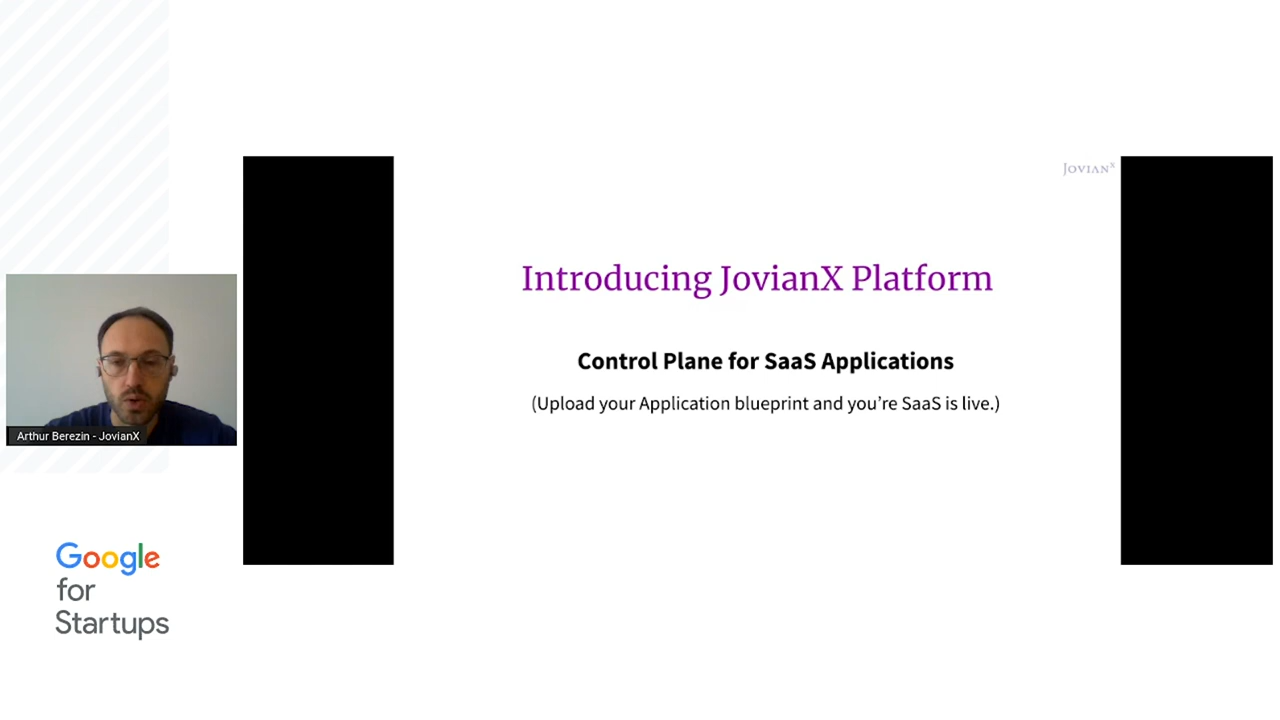 JOVIANX
Introducing JovianX Platform
Control Plane for SaaS Applications
(Upload your Application blueprint and you’re SaaS is live.)
Arthur Berezin - JovianX
Google
for
Startups